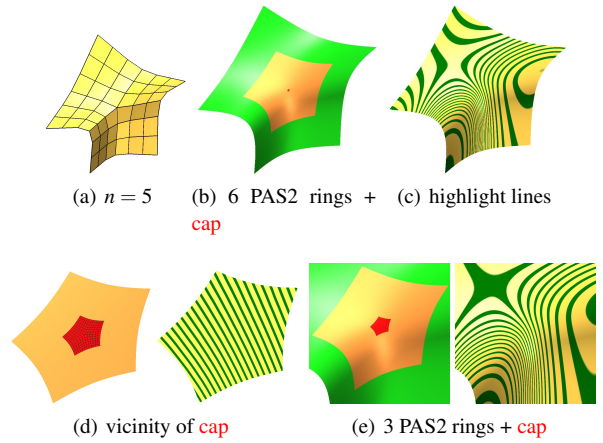 (a) n = 5
(b) 6 PAS2 rings +
cap
(c) highlight lines
(d) vicinity of cap
(e) 3 PAS2 rings + cap